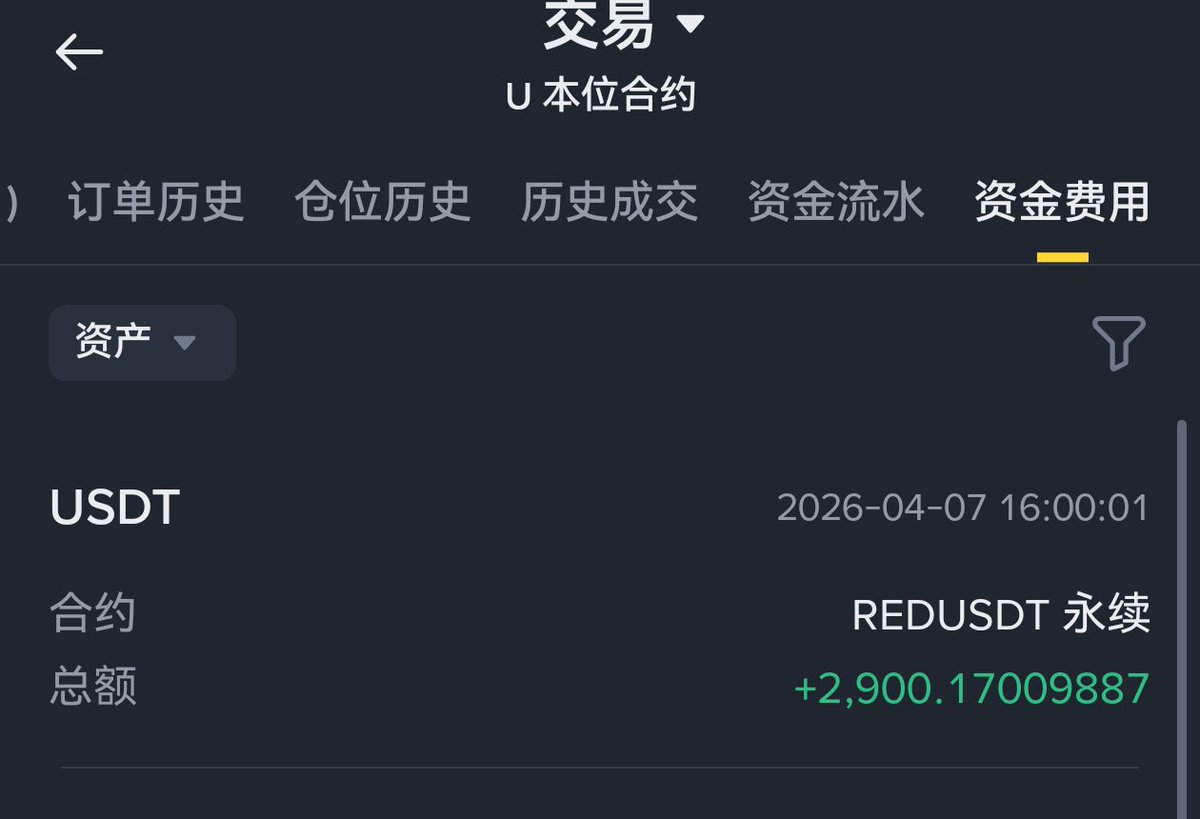 交易
U 本位合约
) 订单历史 仓位历史 历史成交 资金流水 资金费用
资产
USDT 2026-04-07 16:00:01
合约 REDUSDT 永续
总额 +2,900.17009887